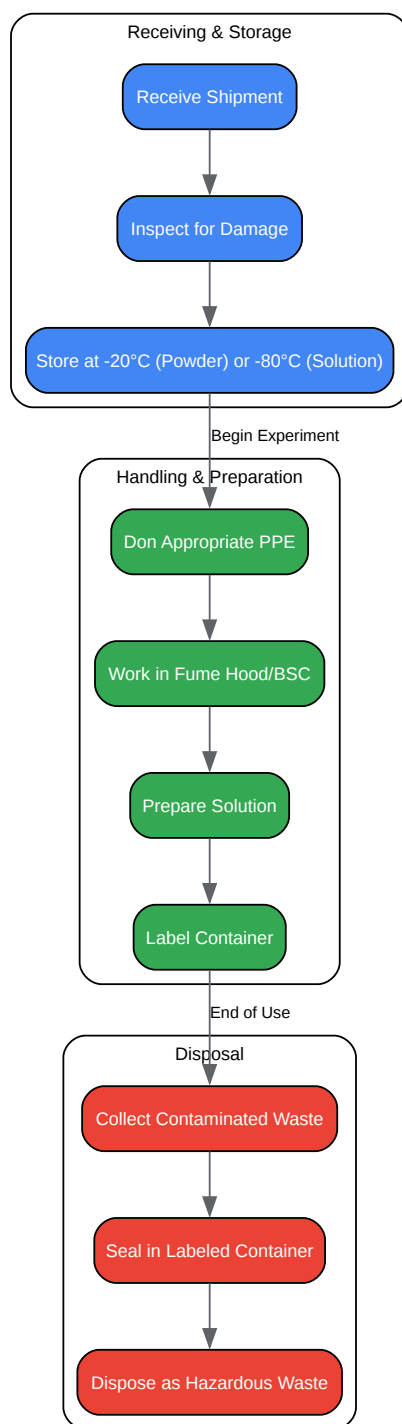 Receiving & Storage
Receive Shipment
Inspect for Damage
Store at -20°C (Powder) or -80°C (Solution)
Begin Experiment
Handling & Preparation
Don Appropriate PPE
Work in Fume Hood/BSC
Prepare Solution
Label Container
End of Use
Disposal
Collect Contaminated Waste
Seal in Labeled Container
Dispose as Hazardous Waste